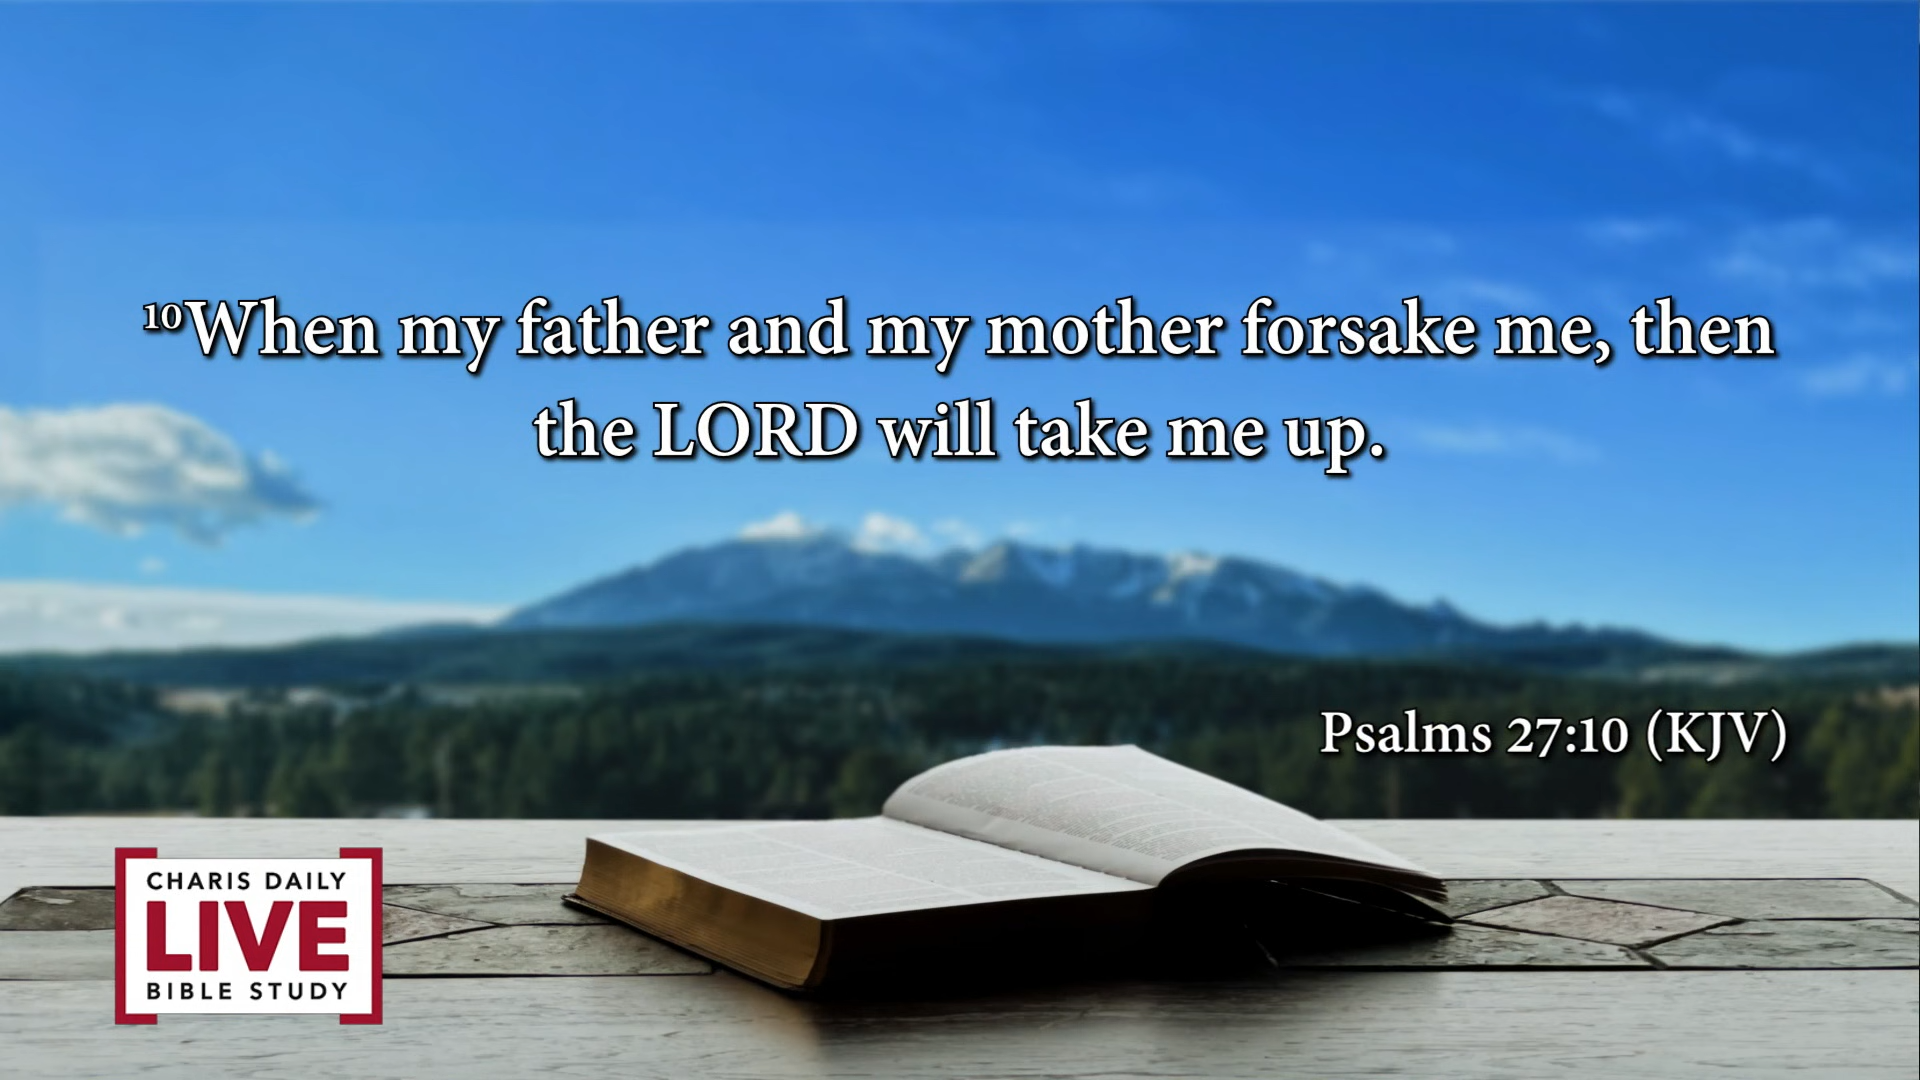 ¹⁰When my father and my mother forsake me, then
the LORD will take me up.
Psalms 27:10 (KJV)
CHARIS DAILY
LIVE
BIBLE STUDY